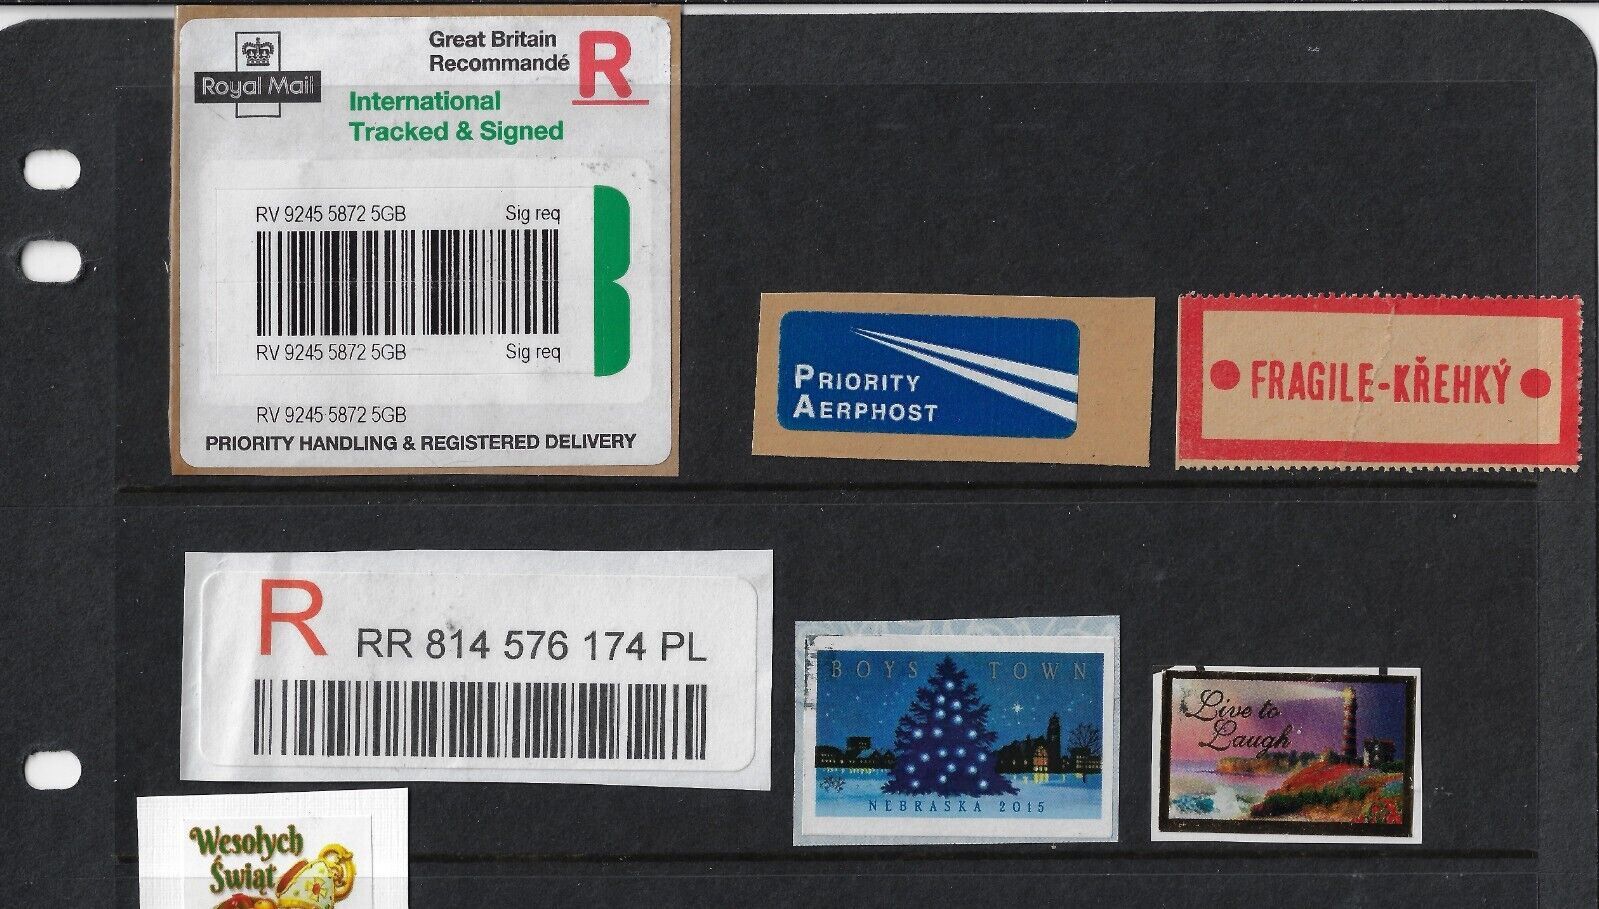 Royal Mail
Great Britain
Recommandé
R
International
Tracked & Signed
RV 9245 5872 5GB Sig req
RV 9245 5872 5GB Sig req
RV 9245 5872 5GB
PRIORITY HANDLING & REGISTERED DELIVERY
PRIORITY
AERPHOST
FRAGILE-KŘEHKÝ
R
RR 814 576 174 PL
BOYS TOWN
NEBRASKA 2015
Live to
Laugh
Wesołych
Świąt